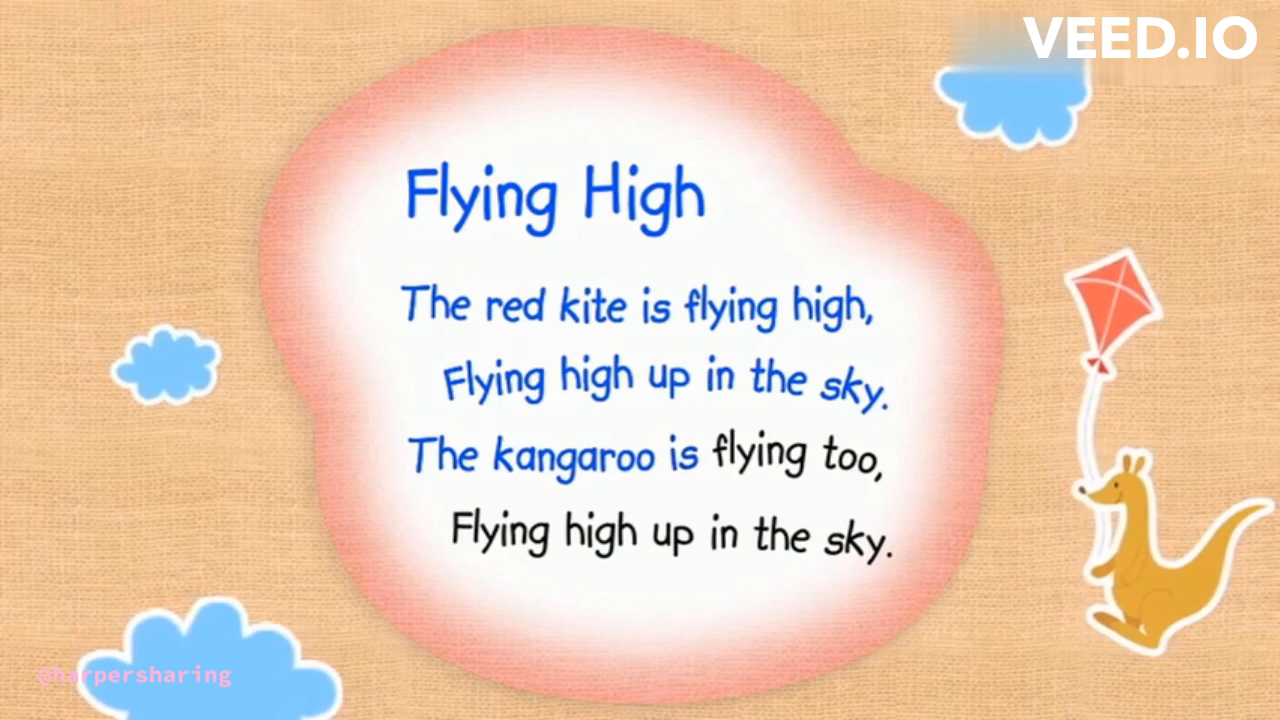 VEED.IO
Flying High
The red kite is flying high,
Flying high up in the sky.
The kangaroo is flying too,
Flying high up in the sky.
@harpersharing